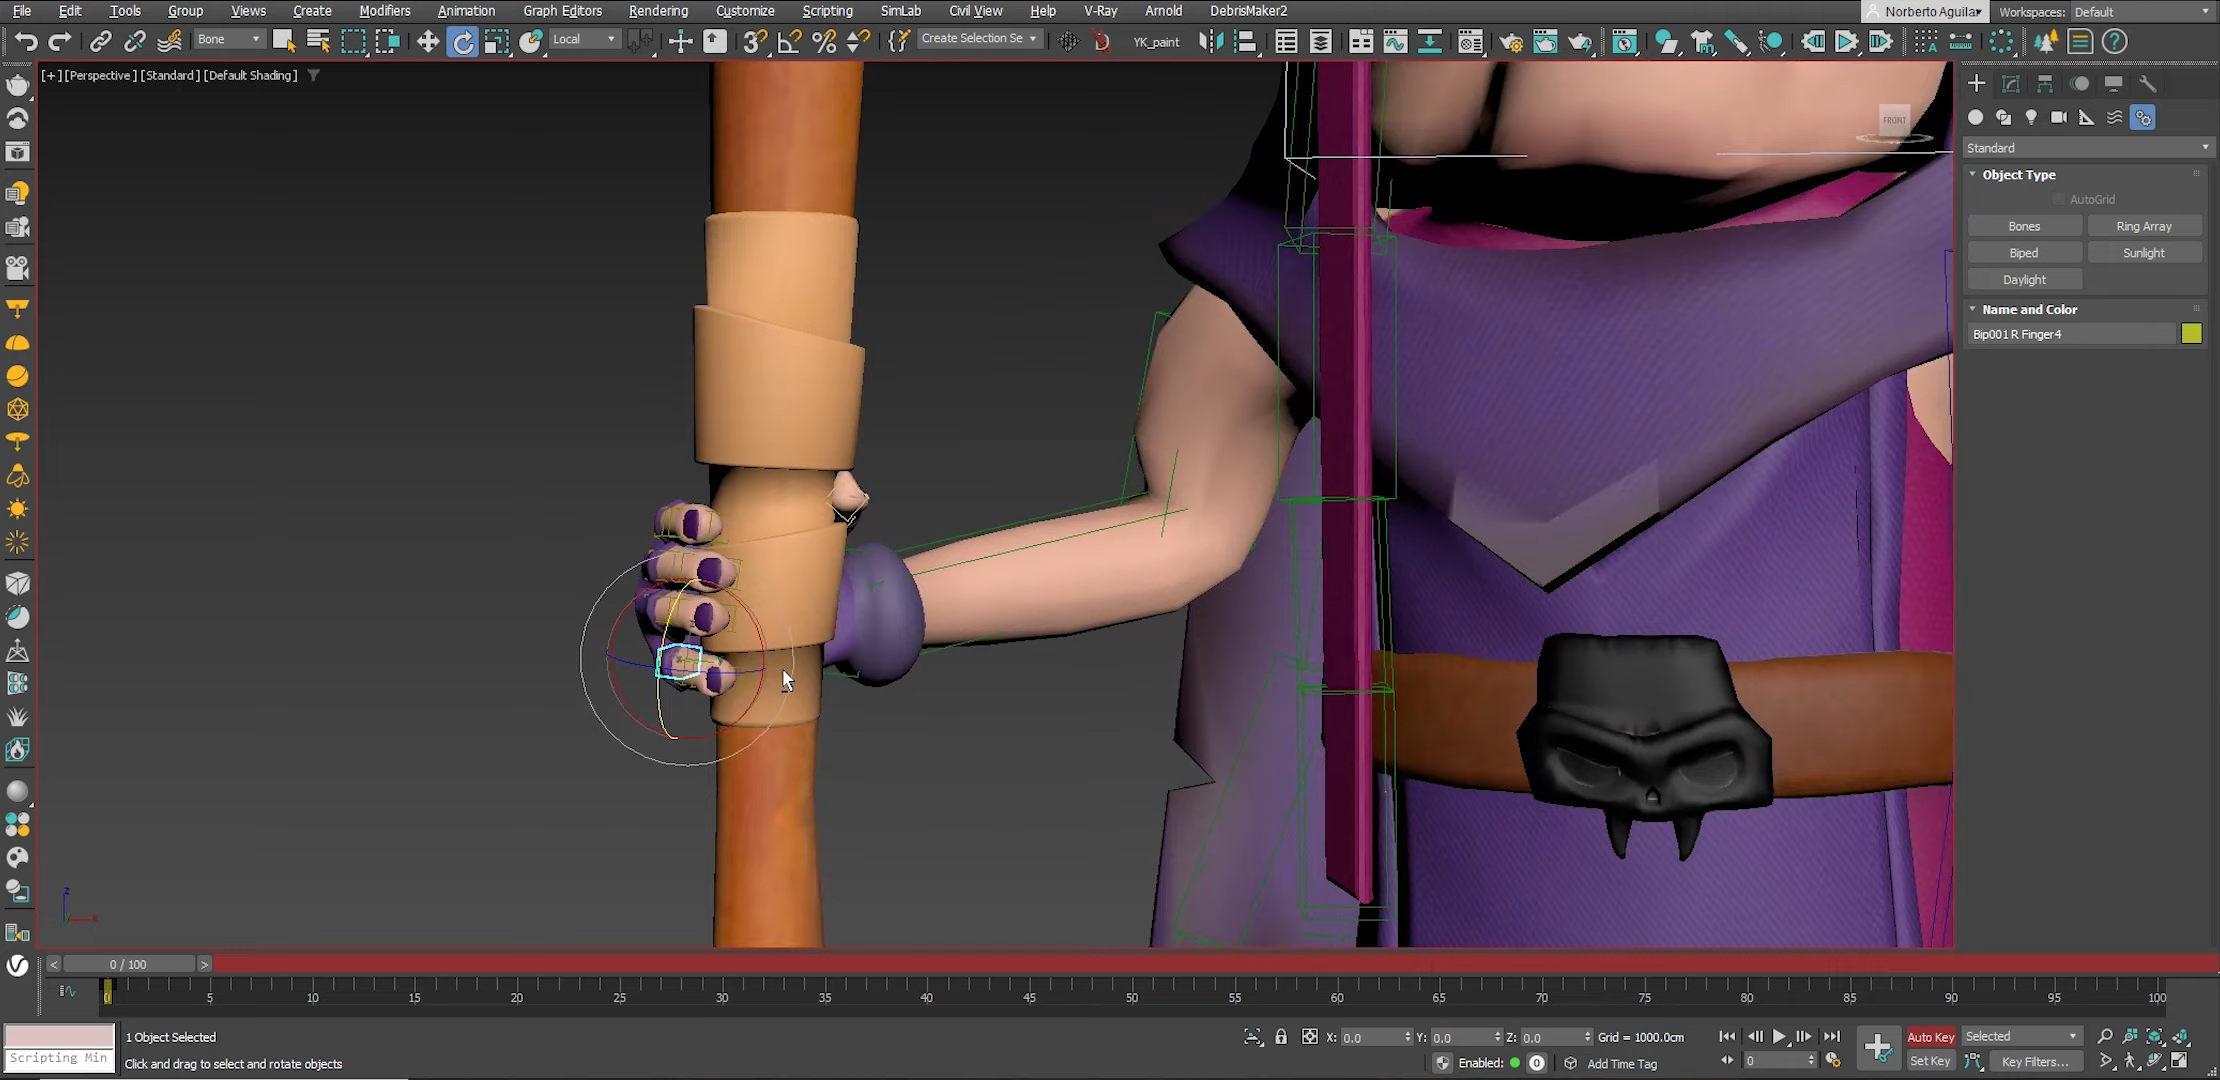 File Edit Tools Group Views Create Modifiers Animation Graph Editors Rendering Customize Scripting SimLab Civil View Help V-Ray Arnold DebrisMaker2 Norberto Aguila Workspaces: Default
Bone Local 3 Create Selection Se YK_paint
[+] [Perspective ] [Standard ] [Default Shading ]
FRONT
Standard
Object Type
AutoGrid
Bones Ring Array
Biped Sunlight
Daylight
Name and Color
Bip001 R Finger4
z
x
< 0 / 100 >
0 5 10 15 20 25 30 35 40 45 50 55 60 65 70 75 80 85 90 95 100
1 Object Selected X: 0.0 Y: 0.0 Z: 0.0 Grid = 1000.0cm Auto Key Selected
Scripting Min Click and drag to select and rotate objects Enabled: 0 Add Time Tag 0 Set Key Key Filters...